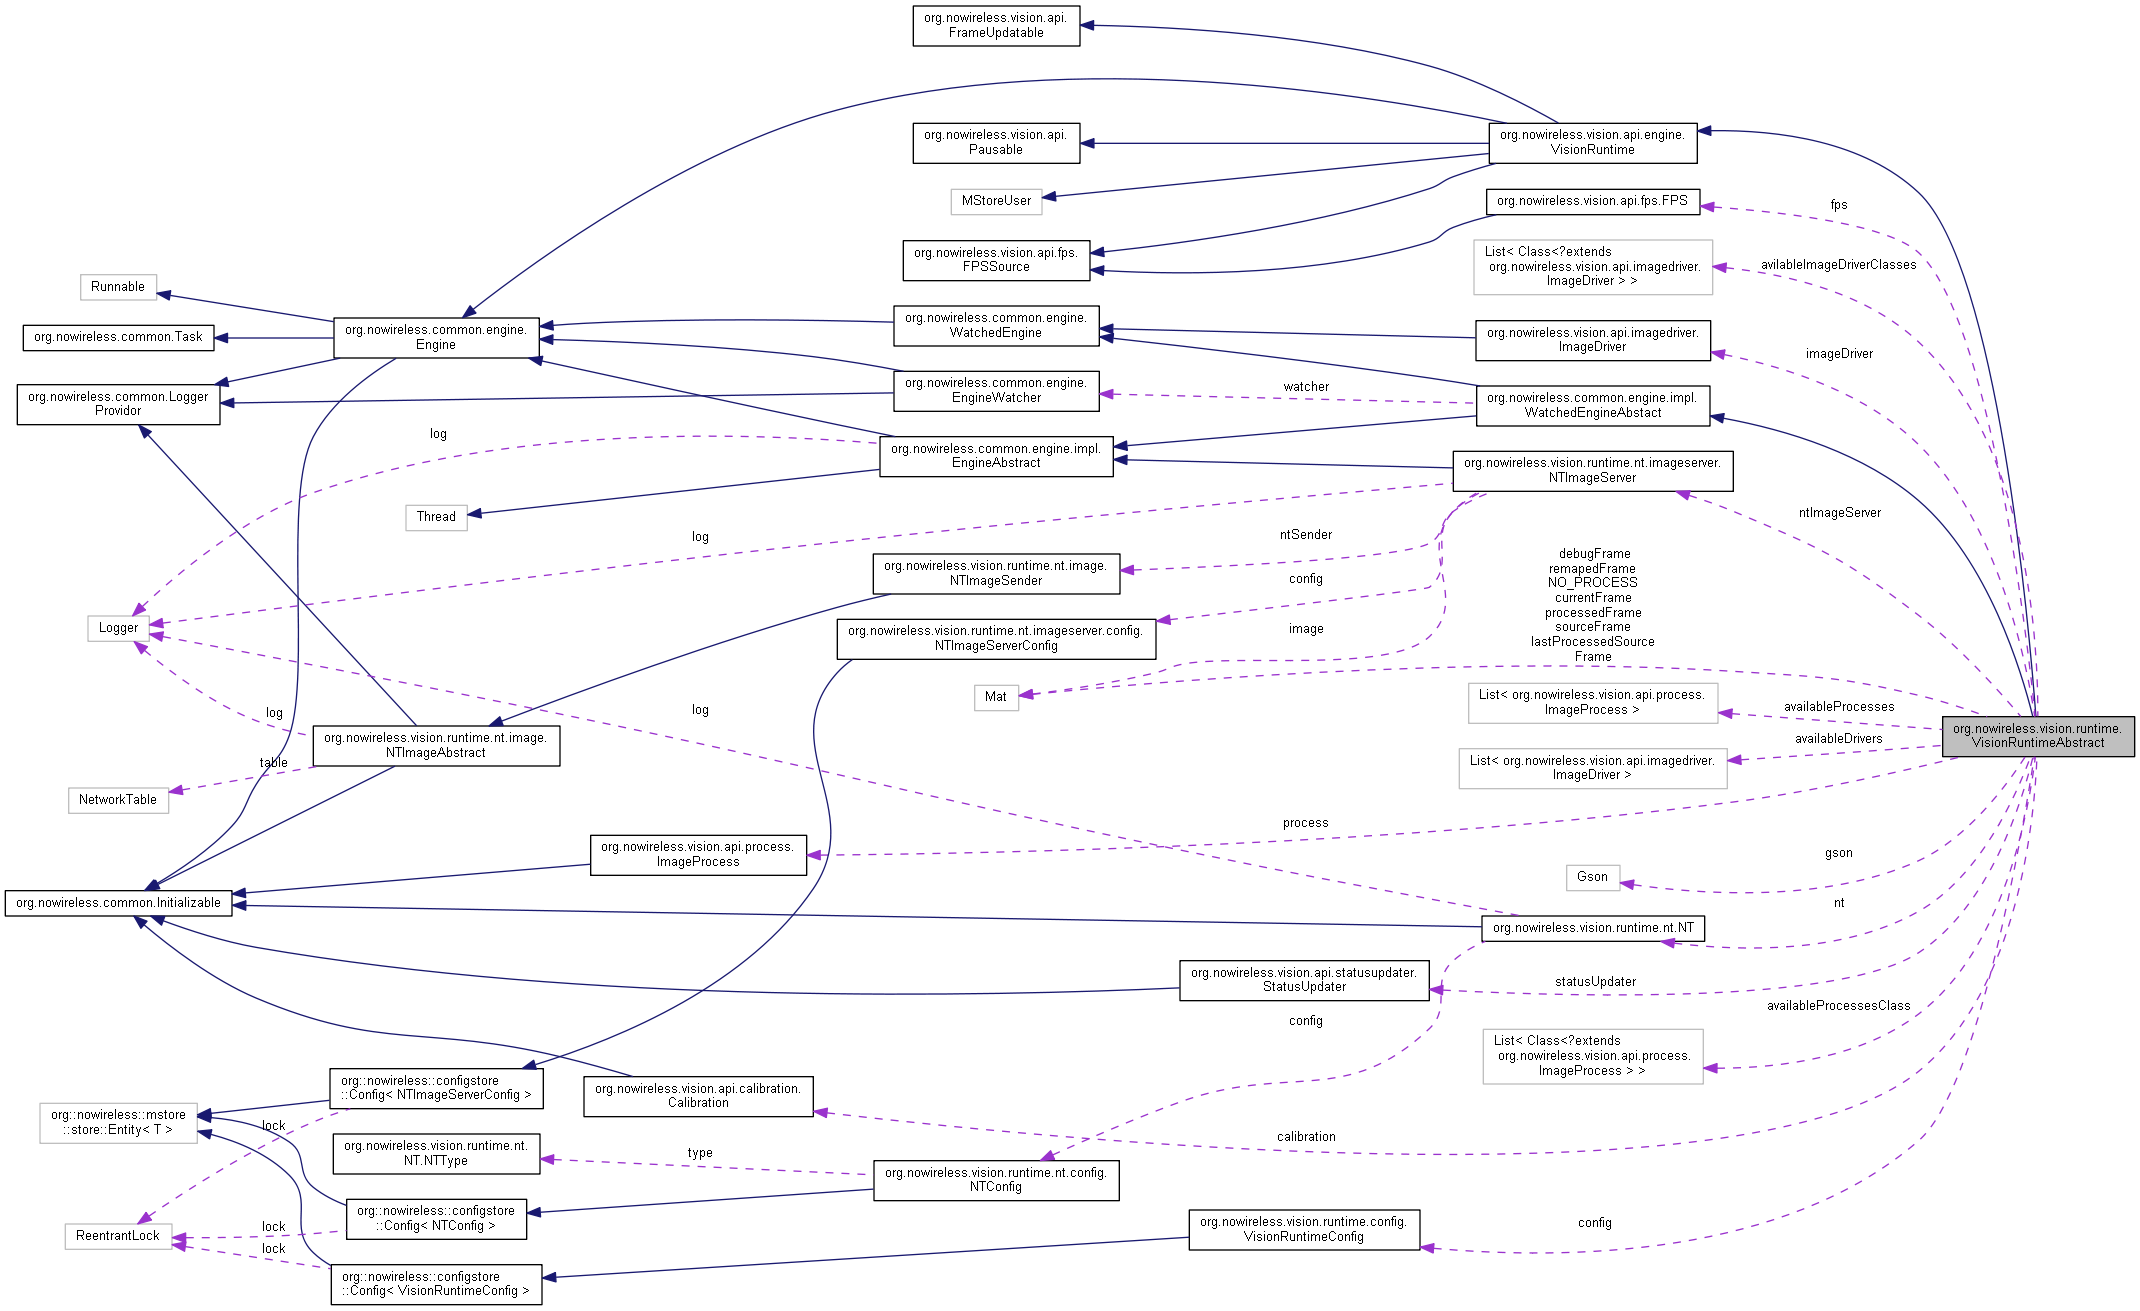 org.nowireless.vision.api.
FrameUpdatable
org.nowireless.vision.api.
Pausable
org.nowireless.vision.api.engine.
VisionRuntime
MStoreUser
org.nowireless.vision.api.fps.FPS
fps
org.nowireless.vision.api.fps.
FPSSource
List< Class<?extends
org.nowireless.vision.api.imagedriver.
ImageDriver > >
avilableImageDriverClasses
Runnable
org.nowireless.common.Task
org.nowireless.common.engine.
Engine
org.nowireless.common.engine.
WatchedEngine
org.nowireless.vision.api.imagedriver.
ImageDriver
imageDriver
org.nowireless.common.Logger
Providor
org.nowireless.common.engine.
EngineWatcher
watcher
org.nowireless.common.engine.impl.
WatchedEngineAbstact
log
org.nowireless.common.engine.impl.
EngineAbstract
org.nowireless.vision.runtime.nt.imageserver.
NTImageServer
Thread
log
ntSender
ntImageServer
org.nowireless.vision.runtime.nt.image.
NTImageSender
config
debugFrame
remapedFrame
NO_PROCESS
currentFrame
processedFrame
sourceFrame
lastProcessedSource
Frame
Logger
org.nowireless.vision.runtime.nt.imageserver.config.
NTImageServerConfig
image
Mat
List< org.nowireless.vision.api.process.
ImageProcess >
availableProcesses
log
log
org.nowireless.vision.runtime.nt.image.
NTImageAbstract
table
availableDrivers
org.nowireless.vision.runtime.
VisionRuntimeAbstract
List< org.nowireless.vision.api.imagedriver.
ImageDriver >
NetworkTable
process
org.nowireless.vision.api.process.
ImageProcess
gson
Gson
org.nowireless.common.Initializable
nt
org.nowireless.vision.runtime.nt.NT
org.nowireless.vision.api.statusupdater.
StatusUpdater
statusUpdater
availableProcessesClass
config
List< Class<?extends
org.nowireless.vision.api.process.
ImageProcess > >
org::nowireless::configstore
::Config< NTImageServerConfig >
org.nowireless.vision.api.calibration.
Calibration
org::nowireless::mstore
::store::Entity< T >
lock
calibration
org.nowireless.vision.runtime.nt.
NT.NTType
type
org.nowireless.vision.runtime.nt.config.
NTConfig
org::nowireless::configstore
::Config< NTConfig >
lock
ReentrantLock
lock
org.nowireless.vision.runtime.config.
VisionRuntimeConfig
config
org::nowireless::configstore
::Config< VisionRuntimeConfig >